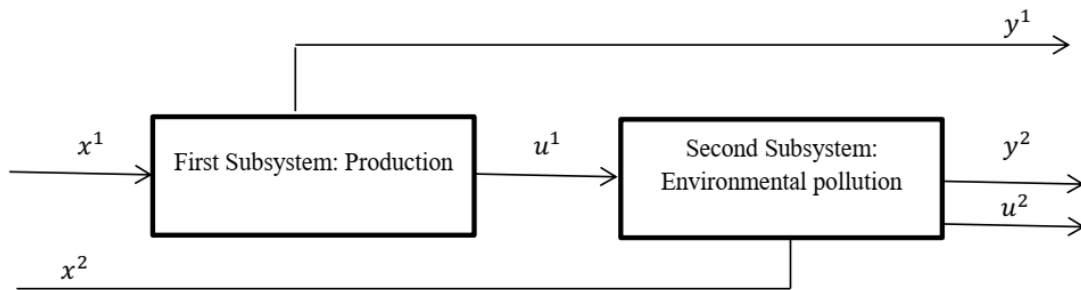 y¹
x¹
First Subsystem: Production
u¹
Second Subsystem:
Environmental pollution
y²
u²
x²